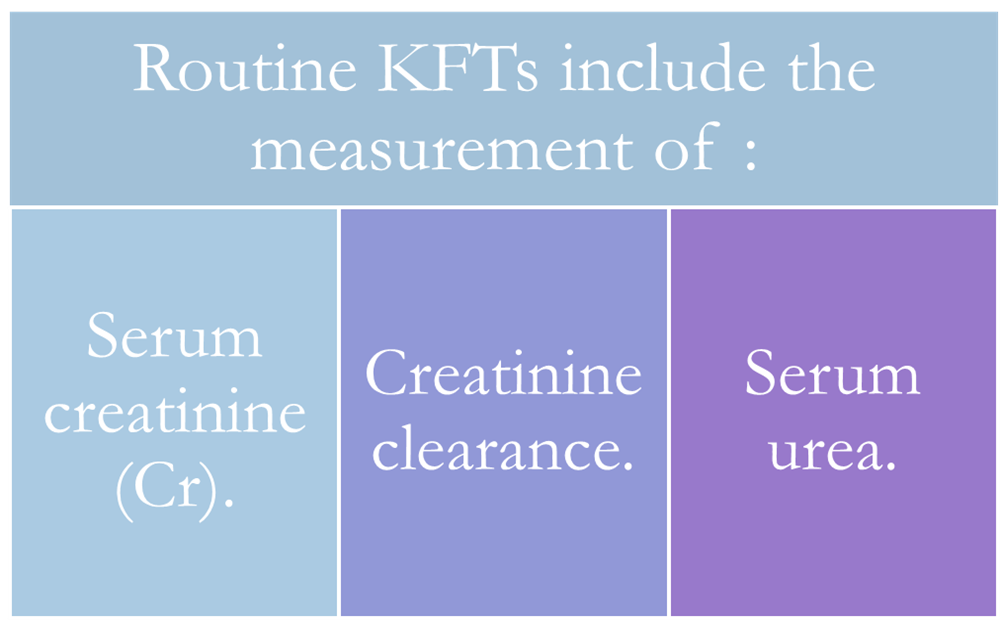 Routine KFTs include the
measurement of :
Serum
creatinine
(Cr).
Creatinine
clearance.
Serum
urea.